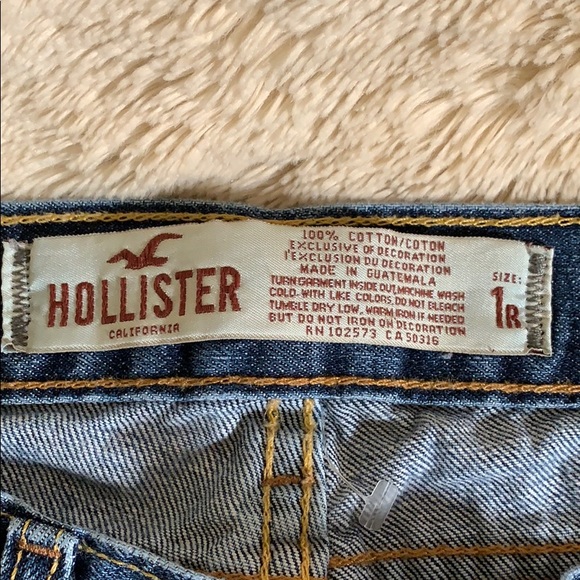 HOLLISTER
CALIFORNIA
100% COTTON/COTON
EXCLUSIVE OF DECORATION
l'EXCLUSION DU DECORATION
MADE IN GUATEMALA
TURN GARMENT INSIDE OUT, MACHINE WASH
COLD. WITH LIKE COLORS, DO NOT BLEACH
TUMBLE DRY LOW, WARM IRON IF NEEDED
BUT DO NOT IRON ON DECORATION
RN 102573 CA 50316
SIZE:
1R